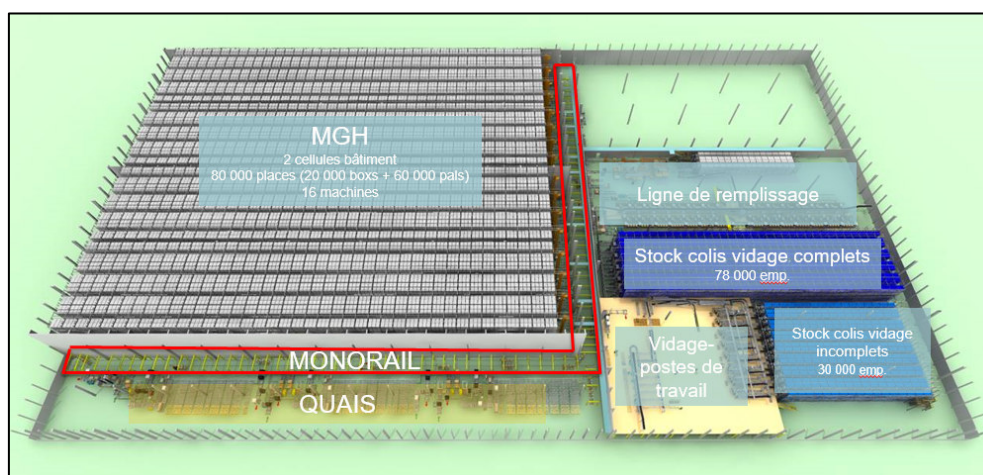 MGH
2 cellules bâtiment
80 000 places (20 000 boxs + 60 000 pals)
16 machines
Ligne de remplissage
Stock colis vidage complets
78 000 emp.
Stock colis vidage
incomplets
30 000 emp.
Vidage-
postes de
travail
MONORAIL
QUAIS